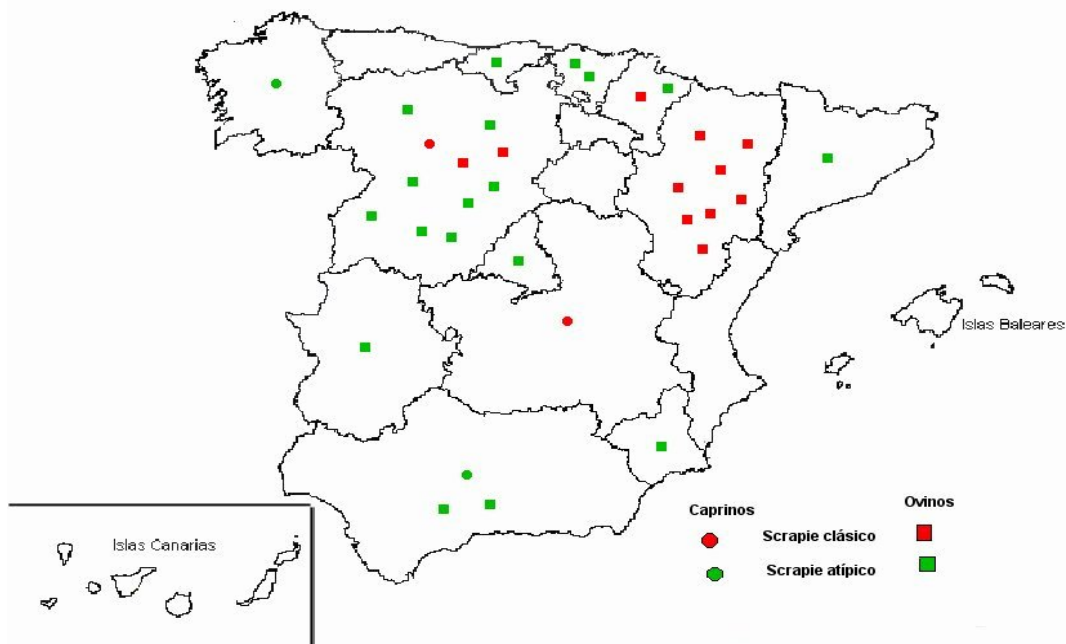 Islas Baleares
Caprinos Ovinos
Scrapie clásico
Scrapie atípico
Islas Canarias